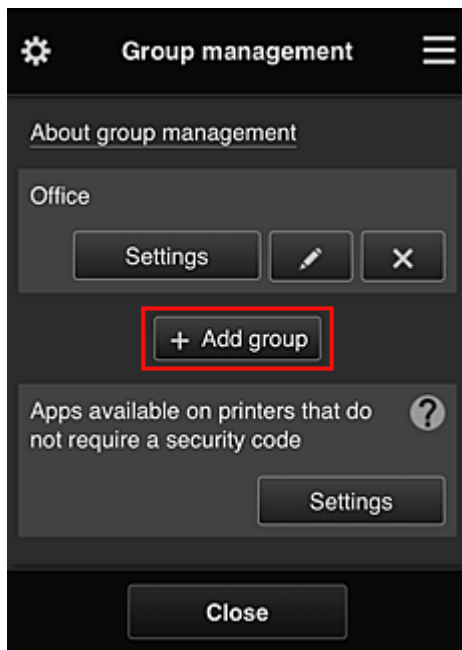 Group management
About group management
Office
Settings
+ Add group
Apps available on printers that do
not require a security code
?
Settings
Close